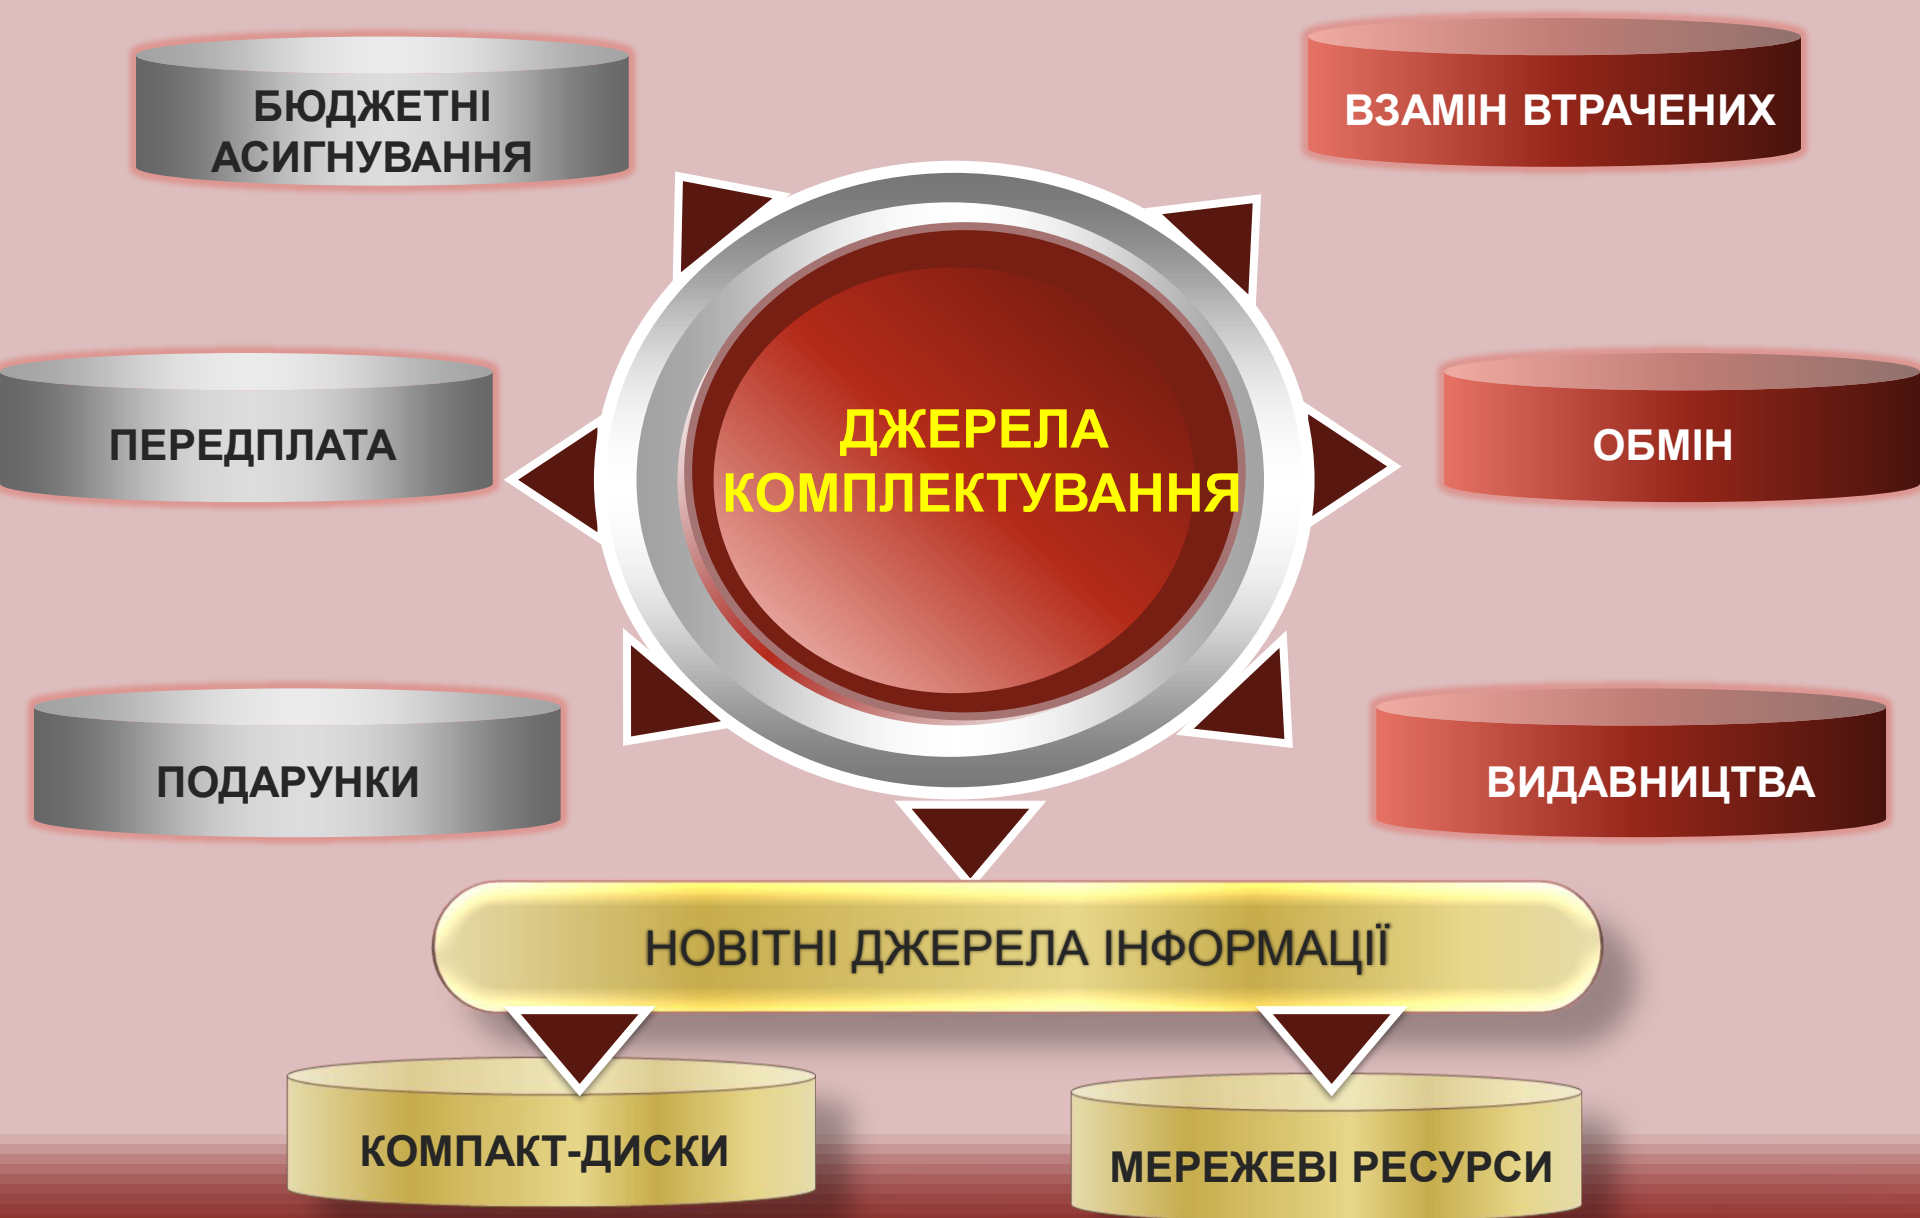 БЮДЖЕТНІ
АСИГНУВАННЯ
ВЗАМІН ВТРАЧЕНИХ
ПЕРЕДПЛАТА
ДЖЕРЕЛА
КОМПЛЕКТУВАННЯ
ОБМІН
ПОДАРУНКИ
ВИДАВНИЦТВА
НОВІТНІ ДЖЕРЕЛА ІНФОРМАЦІЇ
КОМПАКТ-ДИСКИ
МЕРЕЖЕВІ РЕСУРСИ